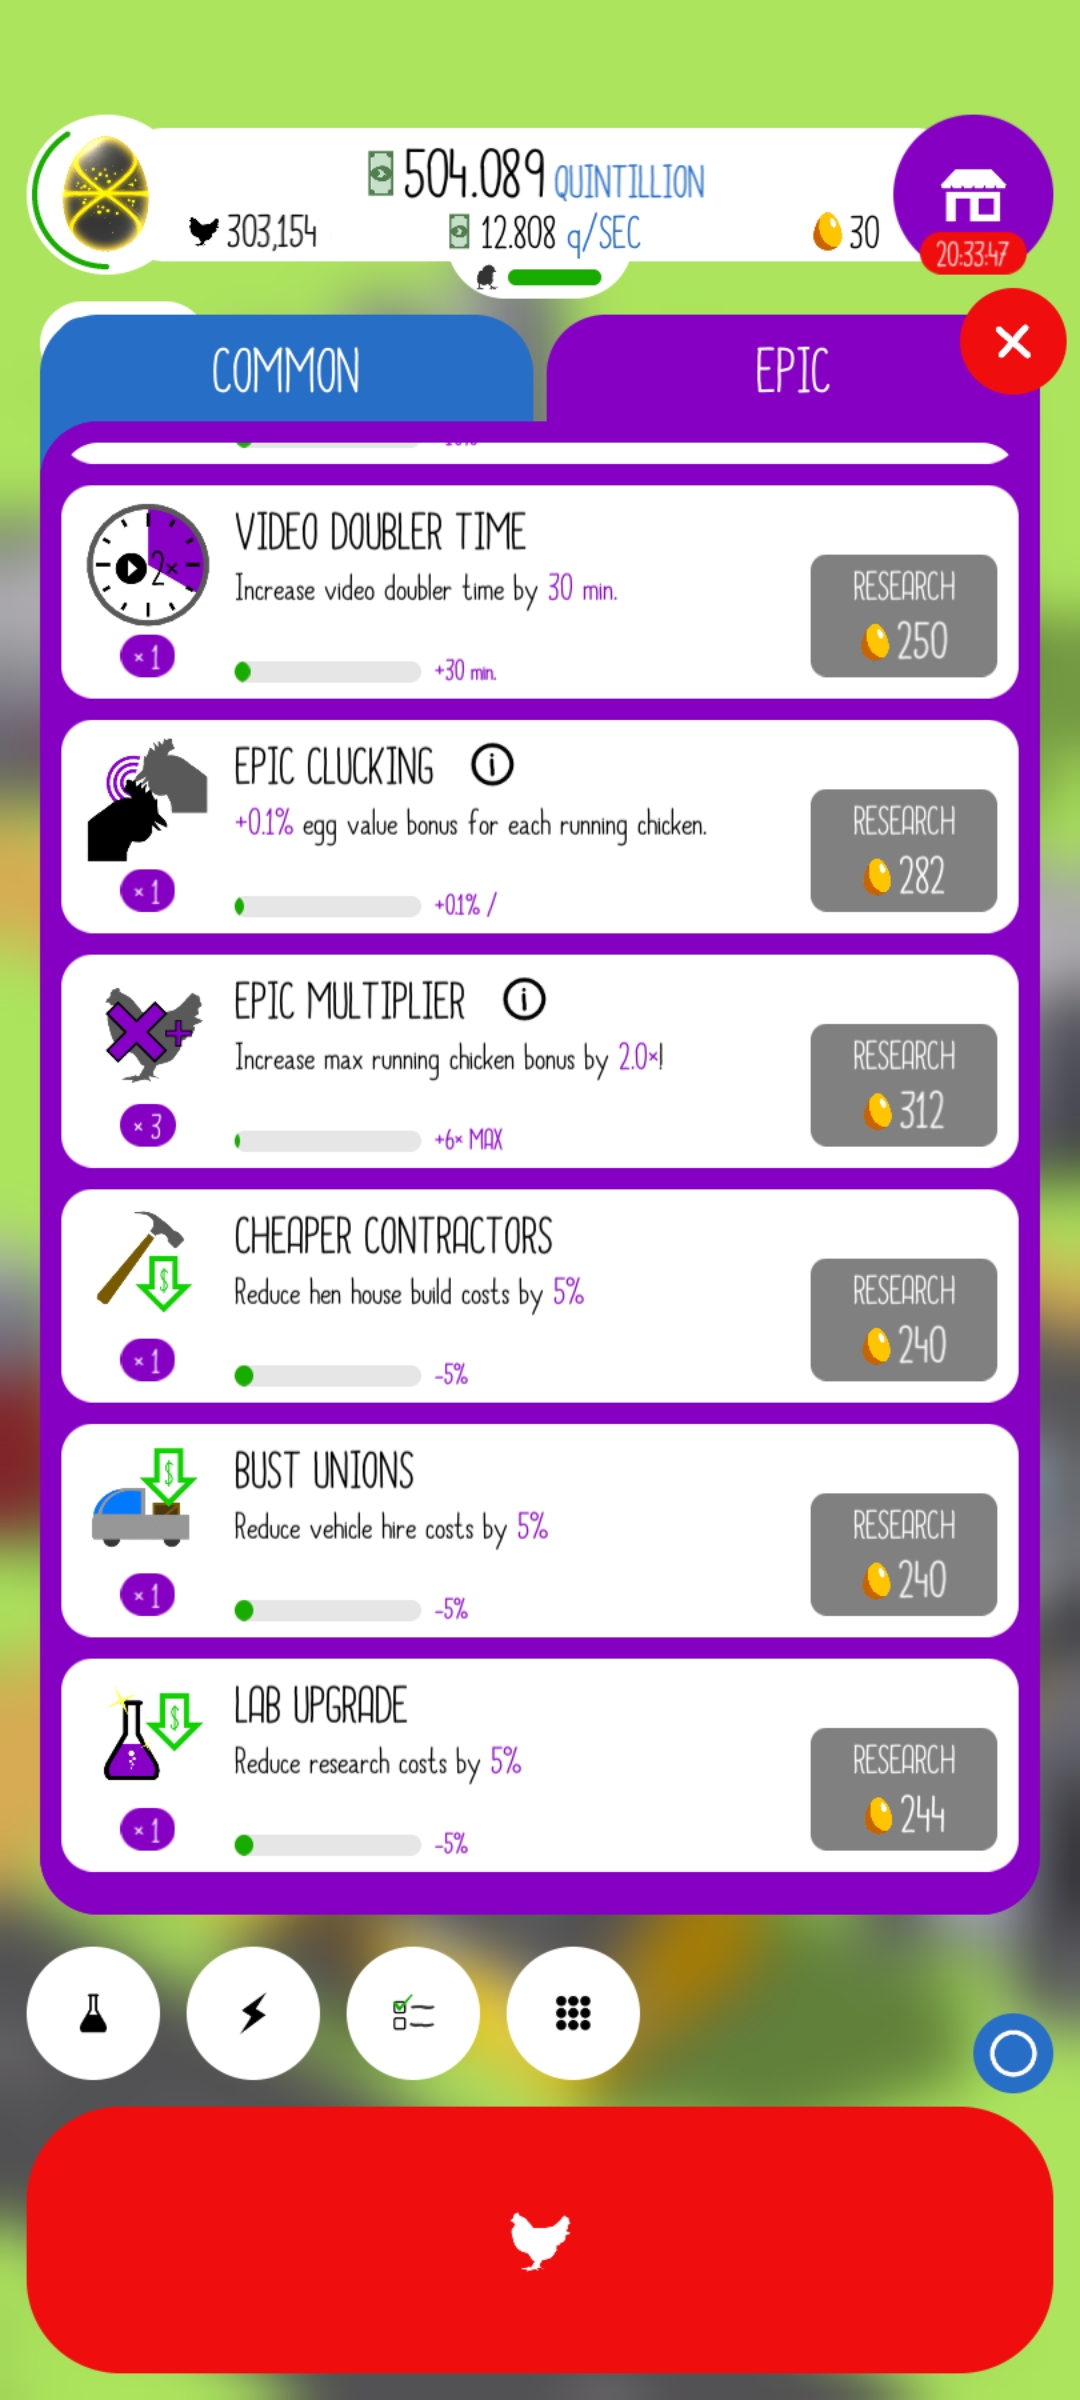 504.089 QUINTILLION
303,154
12.808 q/SEC
30
20:33:47
COMMON
EPIC
VIDEO DOUBLER TIME
Increase video doubler time by 30 min.
2×
RESEARCH
250
×1
+30 min.
EPIC CLUCKING i
+0.1% egg value bonus for each running chicken.
RESEARCH
282
×1
+0.1% /
EPIC MULTIPLIER i
Increase max running chicken bonus by 2.0×!
RESEARCH
312
×3
+6× MAX
CHEAPER CONTRACTORS
Reduce hen house build costs by 5%
$
RESEARCH
240
×1
-5%
BUST UNIONS
Reduce vehicle hire costs by 5%
$
RESEARCH
240
×1
-5%
LAB UPGRADE
Reduce research costs by 5%
$
RESEARCH
244
×1
-5%